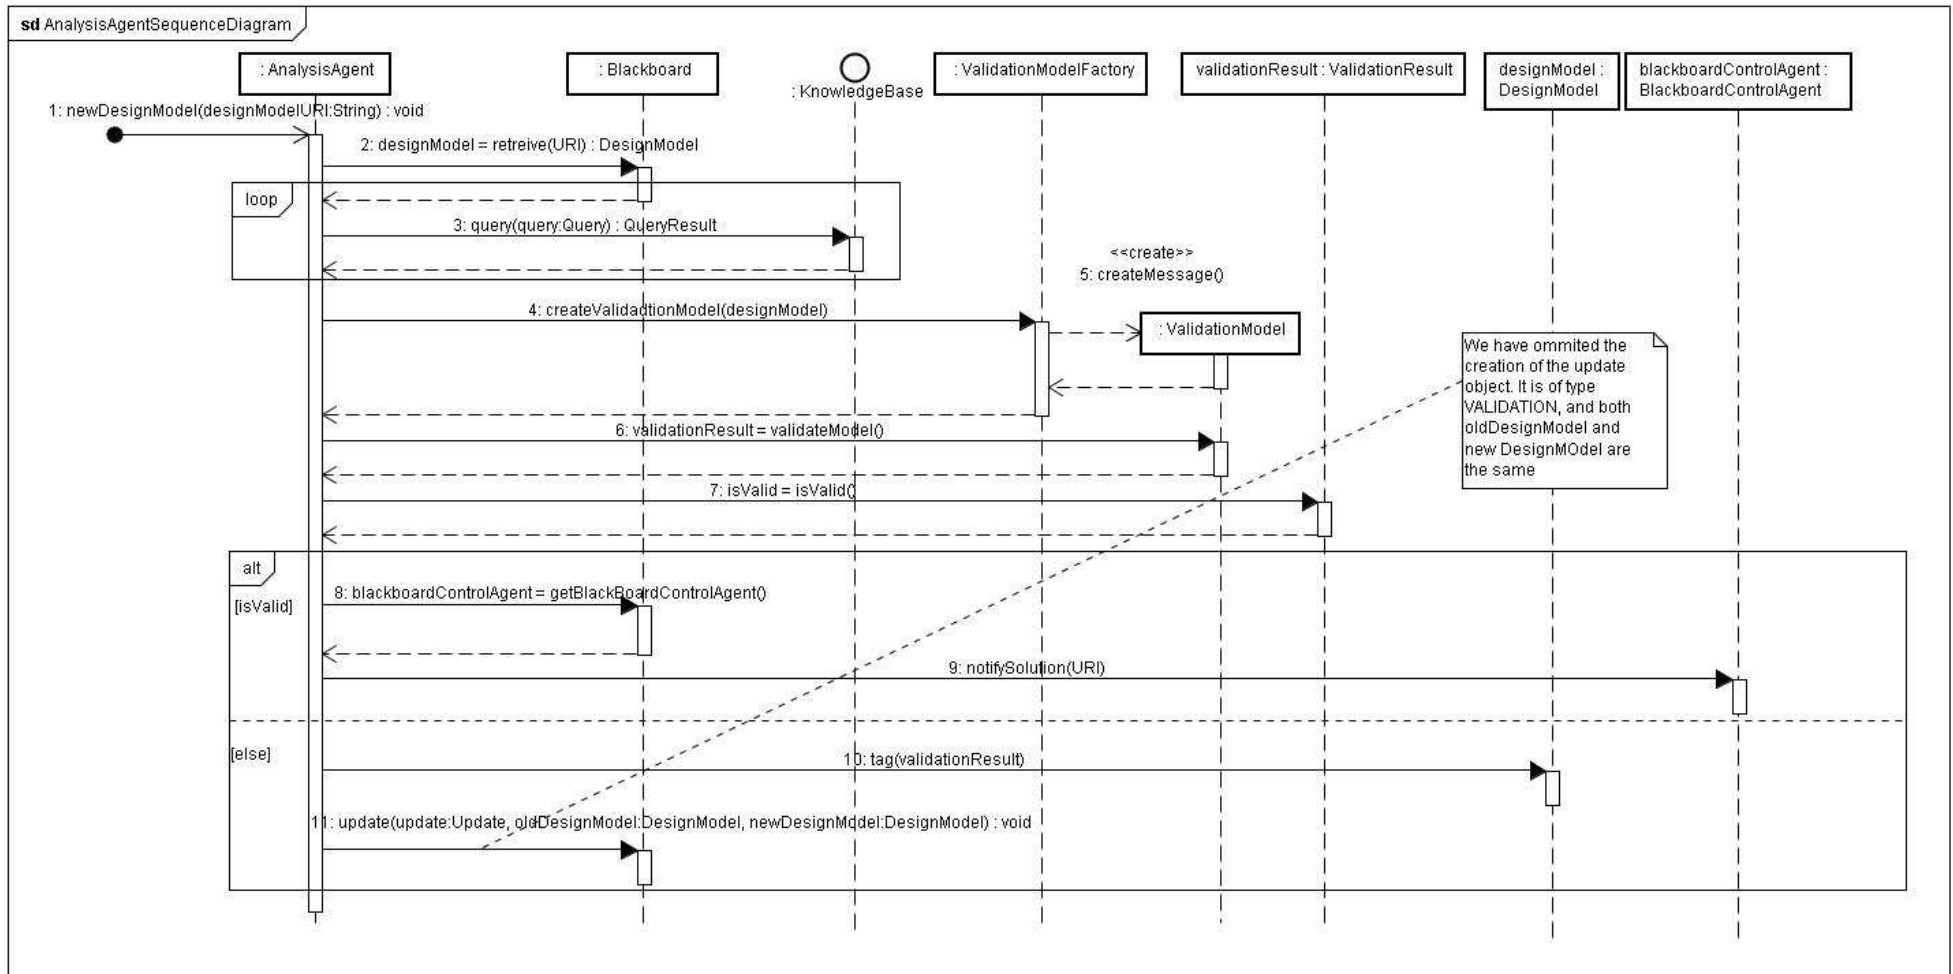 sd AnalysisAgentSequenceDiagram
: AnalysisAgent
: Blackboard
: KnowledgeBase
: ValidationModelFactory
validationResult : ValidationResult
designModel :
DesignModel
blackboardControlAgent :
BlackboardControlAgent
1: newDesignModel(designModelURI:String) : void
2: designModel = retreive(URI) : DesignModel
loop
3: query(query:Query) : QueryResult
<<create>>
5: createMessage()
4: createValidadtionModel(designModel)
: ValidationModel
We have ommited the
creation of the update
object. It is of type
VALIDATION, and both
oldDesignModel and
new DesignMOdel are
the same
6: validationResult = validateModel()
7: isValid = isValid()
alt
[isValid]
8: blackboardControlAgent = getBlackBoardControlAgent()
9: notifySolution(URI)
[else]
10: tag(validationResult)
11: update(update:Update, oldDesignModel:DesignModel, newDesignModel:DesignModel) : void